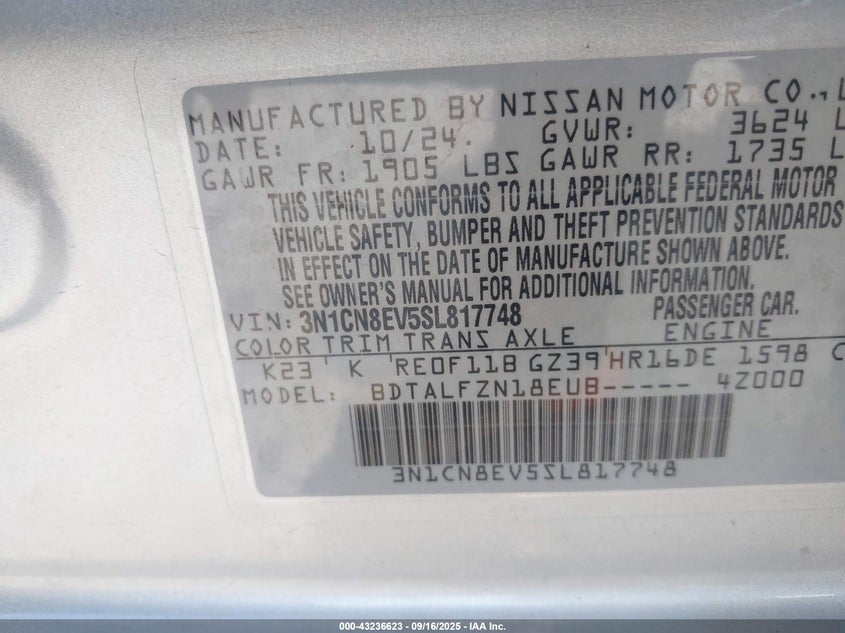 MANUFACTURED BY NISSAN MOTOR CO., L
DATE: 10/24. GVWR: 3624 L
GAWR FR: 1905 LBS GAWR RR: 1735 L
THIS VEHICLE CONFORMS TO ALL APPLICABLE FEDERAL MOTOR
VEHICLE SAFETY, BUMPER AND THEFT PREVENTION STANDARDS
IN EFFECT ON THE DATE OF MANUFACTURE SHOWN ABOVE.
SEE OWNER'S MANUAL FOR ADDITIONAL INFORMATION.
VIN: 3N1CN8EV5SL817748 PASSENGER CAR.
COLOR TRIM TRANS AXLE ENGINE
K23 K RE0F11B GZ39 HR16DE 1598 C
MODEL: BDTALFZN18EUB----- 4Z000
3N1CN8EV5SL817748
000-43236623 - 09/16/2025 - IAA Inc.